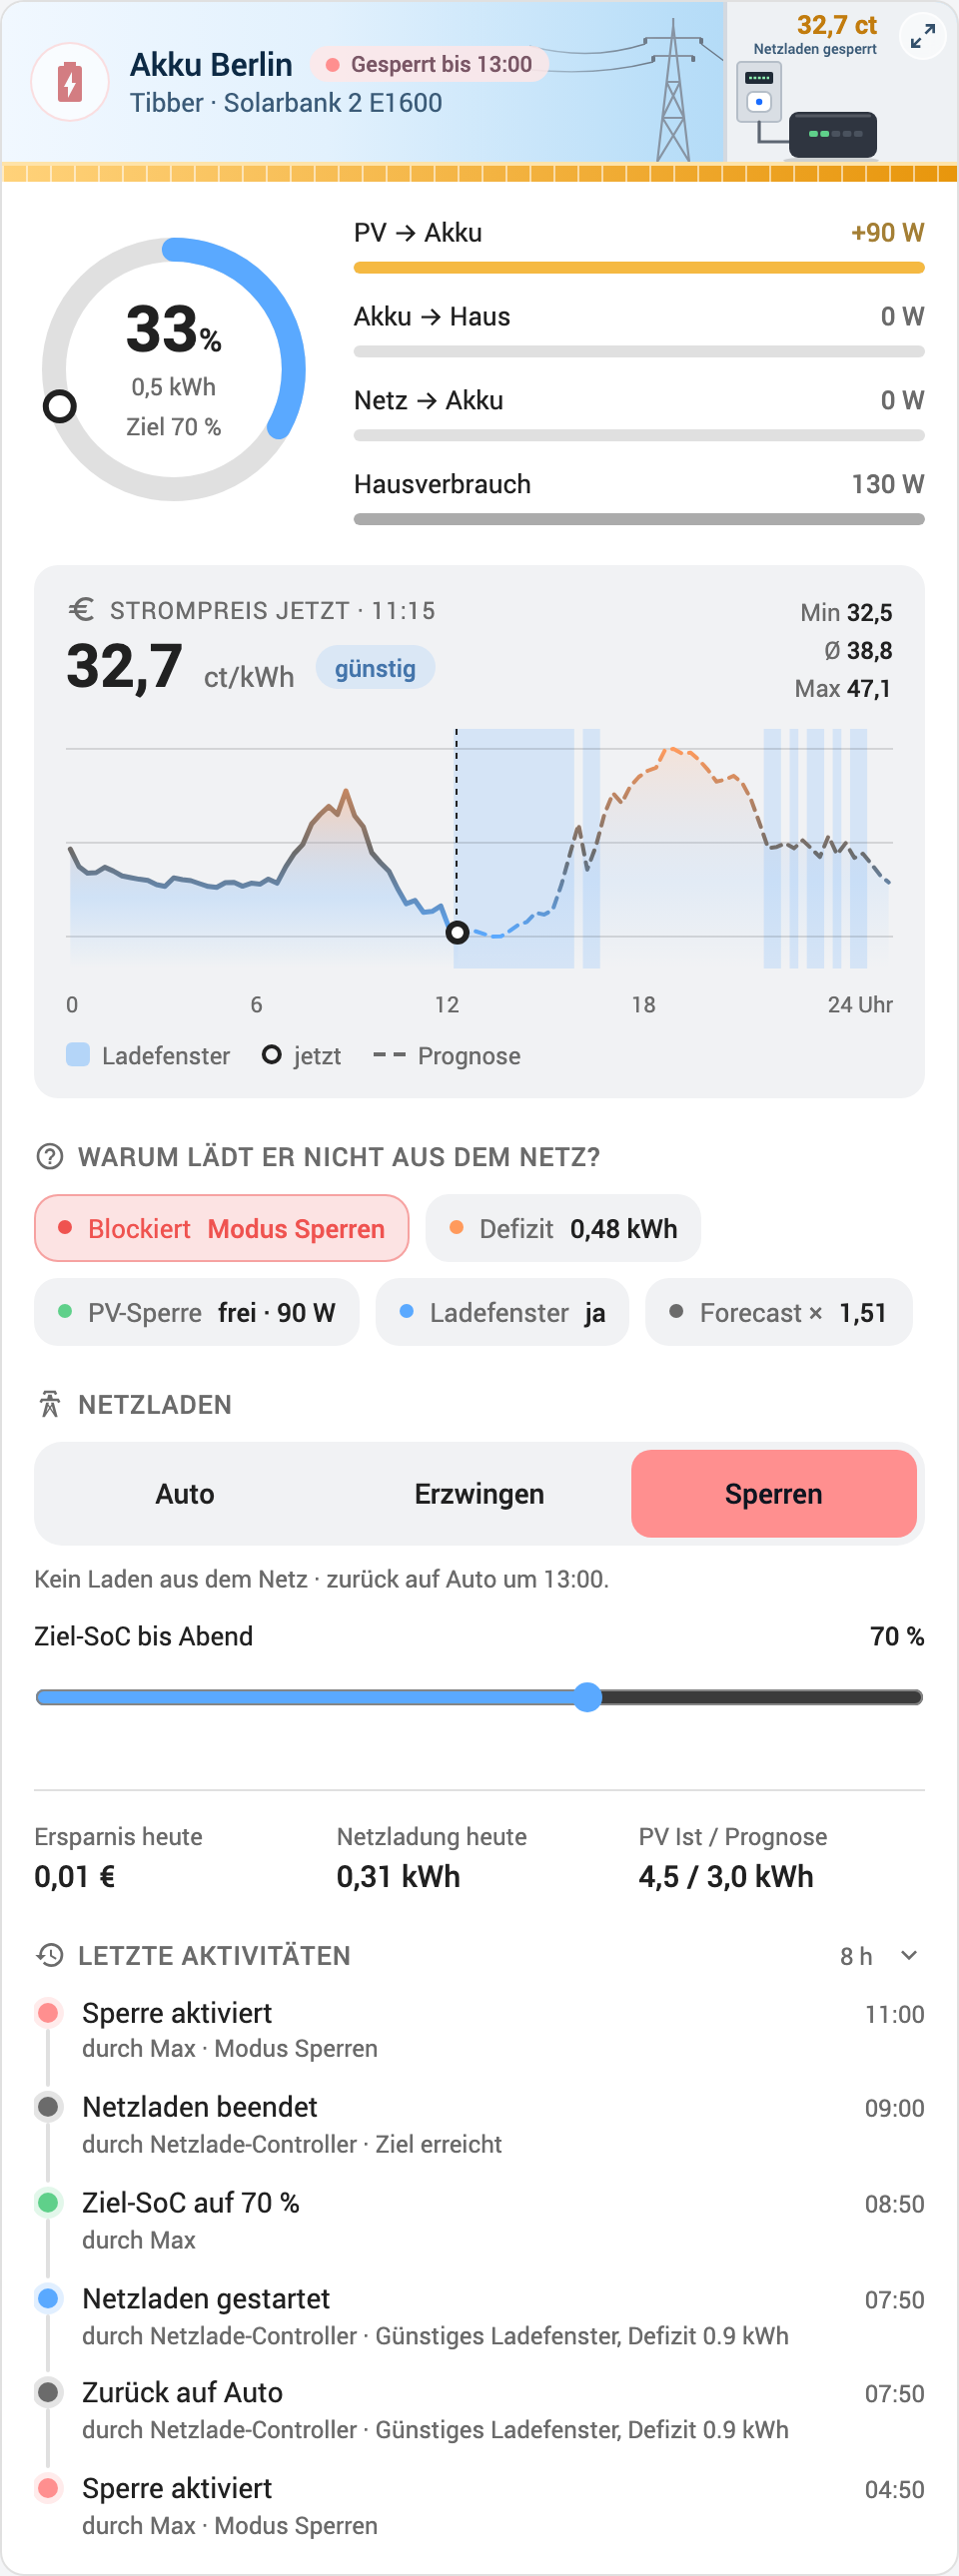 Akku Berlin
Gesperrt bis 13:00
Tibber · Solarbank 2 E1600
32,7 ct
Netzladen gesperrt
33%
0,5 kWh
Ziel 70 %
PV → Akku +90 W
Akku → Haus 0 W
Netz → Akku 0 W
Hausverbrauch 130 W
€ STROMPREIS JETZT · 11:15
32,7 ct/kWh günstig
Min 32,5
Ø 38,8
Max 47,1
0 6 12 18 24 Uhr
Ladefenster jetzt Prognose
WARUM LÄDT ER NICHT AUS DEM NETZ?
Blockiert Modus Sperren Defizit 0,48 kWh
PV-Sperre frei · 90 W Ladefenster ja Forecast × 1,51
NETZLADEN
Auto Erzwingen Sperren
Kein Laden aus dem Netz · zurück auf Auto um 13:00.
Ziel-SoC bis Abend 70 %
Ersparnis heute Netzladung heute PV Ist / Prognose
0,01 € 0,31 kWh 4,5 / 3,0 kWh
LETZTE AKTIVITÄTEN 8 h
Sperre aktiviert 11:00
durch Max · Modus Sperren
Netzladen beendet 09:00
durch Netzlade-Controller · Ziel erreicht
Ziel-SoC auf 70 % 08:50
durch Max
Netzladen gestartet 07:50
durch Netzlade-Controller · Günstiges Ladefenster, Defizit 0.9 kWh
Zurück auf Auto 07:50
durch Netzlade-Controller · Günstiges Ladefenster, Defizit 0.9 kWh
Sperre aktiviert 04:50
durch Max · Modus Sperren